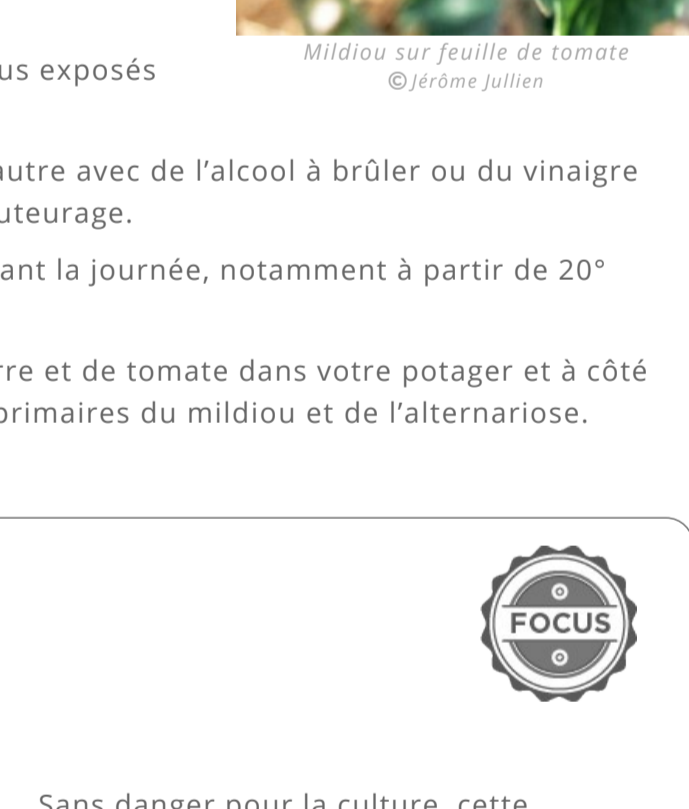 Mildiou sur feuille de tomate
us exposés
©Jérôme Jullien
autre avec de l’alcool à brûler ou du vinaigre
uteurage.
ant la journée, notamment à partir de 20°
rre et de tomate dans votre potager et à côté
primaires du mildiou et de l’alternariose.
FOCUS
Sans danger pour la culture, cette